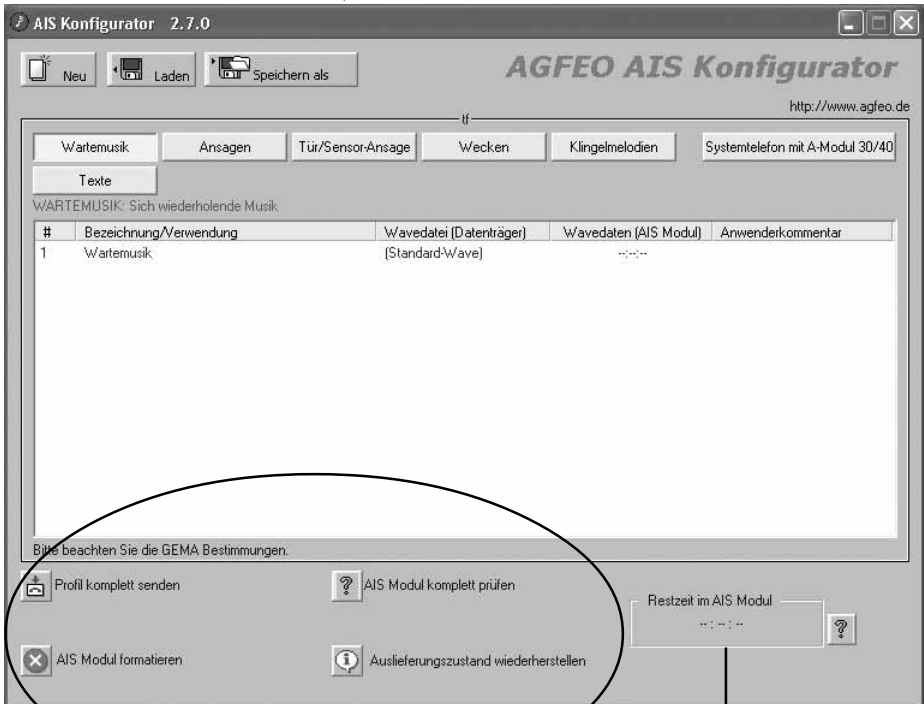 AIS Konfigurator 2.7.0
Neu Laden Speichern als
AGFEO AIS Konfigurator
http://www.agfeo.de
tf
Wartemusik Ansagen Tür/Sensor-Ansage Wecken Klingelmelodien Systemtelefon mit A-Modul 30/40
Texte
WARTEMUSIK: Sich wiederholende Musik
# Bezeichnung/Verwendung Wavedatei (Datenträger) Wavedaten (AIS Modul) Anwenderkommentar
1 Wartemusik (Standard-Wave) --:--:--
Bitte beachten Sie die GEMA Bestimmungen.
Profil komplett senden ? AIS Modul komplett prüfen
Restzeit im AIS Modul
-- : -- : -- ?
AIS Modul formatieren Auslieferungszustand wiederherstellen